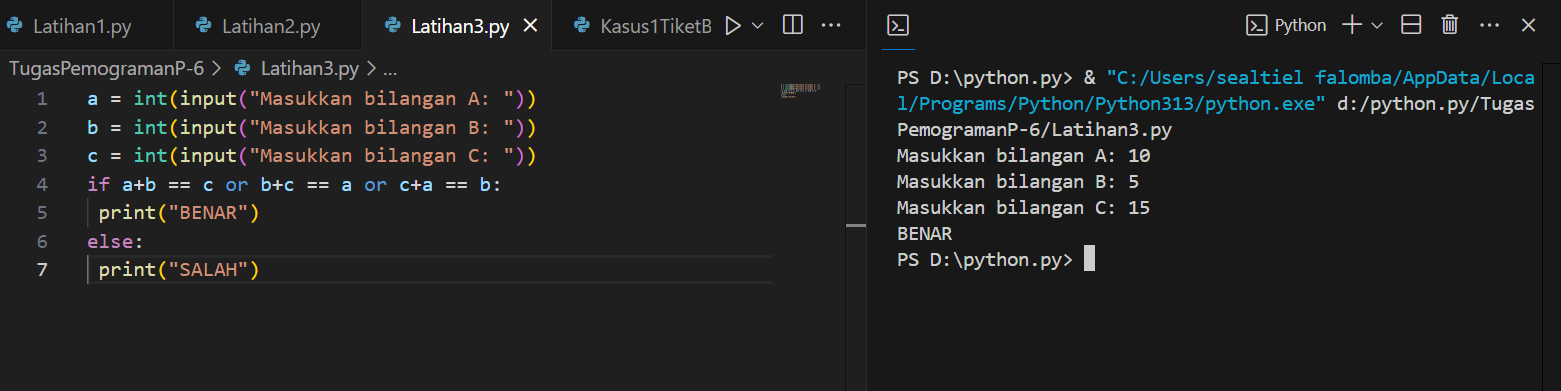 Latihan1.py Latihan2.py Latihan3.py Kasus1TiketB
TugasPemogramanP-6 > Latihan3.py > ...
1 a = int(input("Masukkan bilangan A: "))
2 b = int(input("Masukkan bilangan B: "))
3 c = int(input("Masukkan bilangan C: "))
4 if a+b == c or b+c == a or c+a == b:
5 print("BENAR")
6 else:
7 print("SALAH")
Python
PS D:\python.py> & "C:/Users/sealtiel falomba/AppData/Loca
l/Programs/Python/Python313/python.exe" d:/python.py/Tugas
PemogramanP-6/Latihan3.py
Masukkan bilangan A: 10
Masukkan bilangan B: 5
Masukkan bilangan C: 15
BENAR
PS D:\python.py>